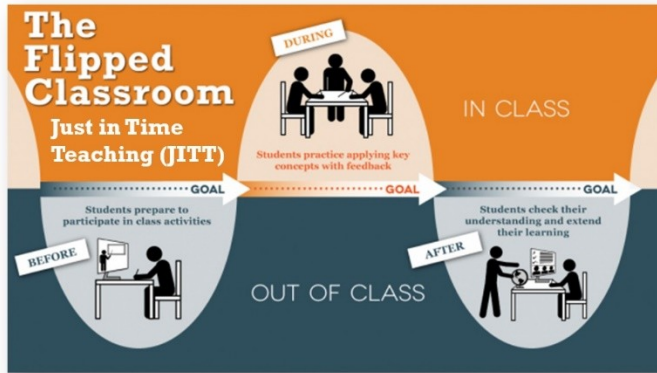 The
Flipped
Classroom
Just in Time
Teaching (JITT)
DURING
IN CLASS
Students practice applying key
concepts with feedback
GOAL
GOAL
GOAL
Students prepare to
participate in class activities
BEFORE
OUT OF CLASS
Students check their
understanding and extend
their learning
AFTER